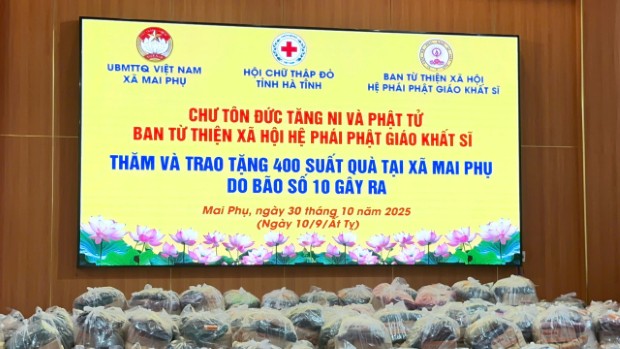 UBMTTQ VIỆT NAM
XÃ MAI PHỤ
HỘI CHỮ THẬP ĐỎ
TỈNH HÀ TĨNH
BAN TỪ THIỆN XÃ HỘI
HỆ PHÁI PHẬT GIÁO KHẤT SĨ
CHƯ TÔN ĐỨC TĂNG NI VÀ PHẬT TỬ
BAN TỪ THIỆN XÃ HỘI HỆ PHÁI PHẬT GIÁO KHẤT SĨ
THĂM VÀ TRAO TẶNG 400 SUẤT QUÀ TẠI XÃ MAI PHỤ
DO BÃO SỐ 10 GÂY RA
Mai Phụ, ngày 30 tháng 10 năm 2025
(Ngày 10/9/Ất Tỵ)